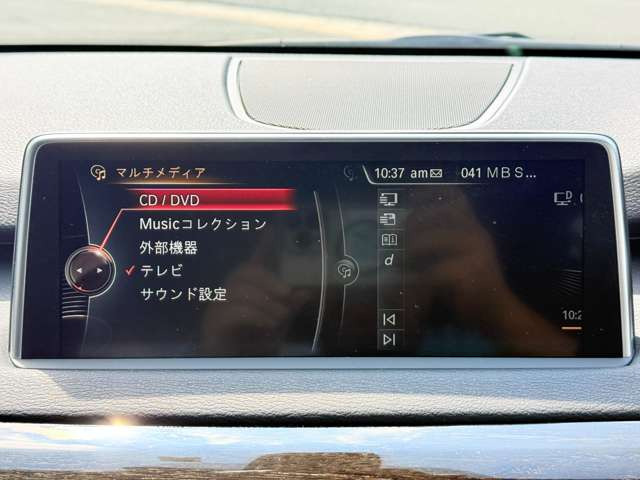 マルチメディア
10:37 am 041 MBS...
CD / DVD
Musicコレクション
外部機器
テレビ
サウンド設定
d
D
10:2